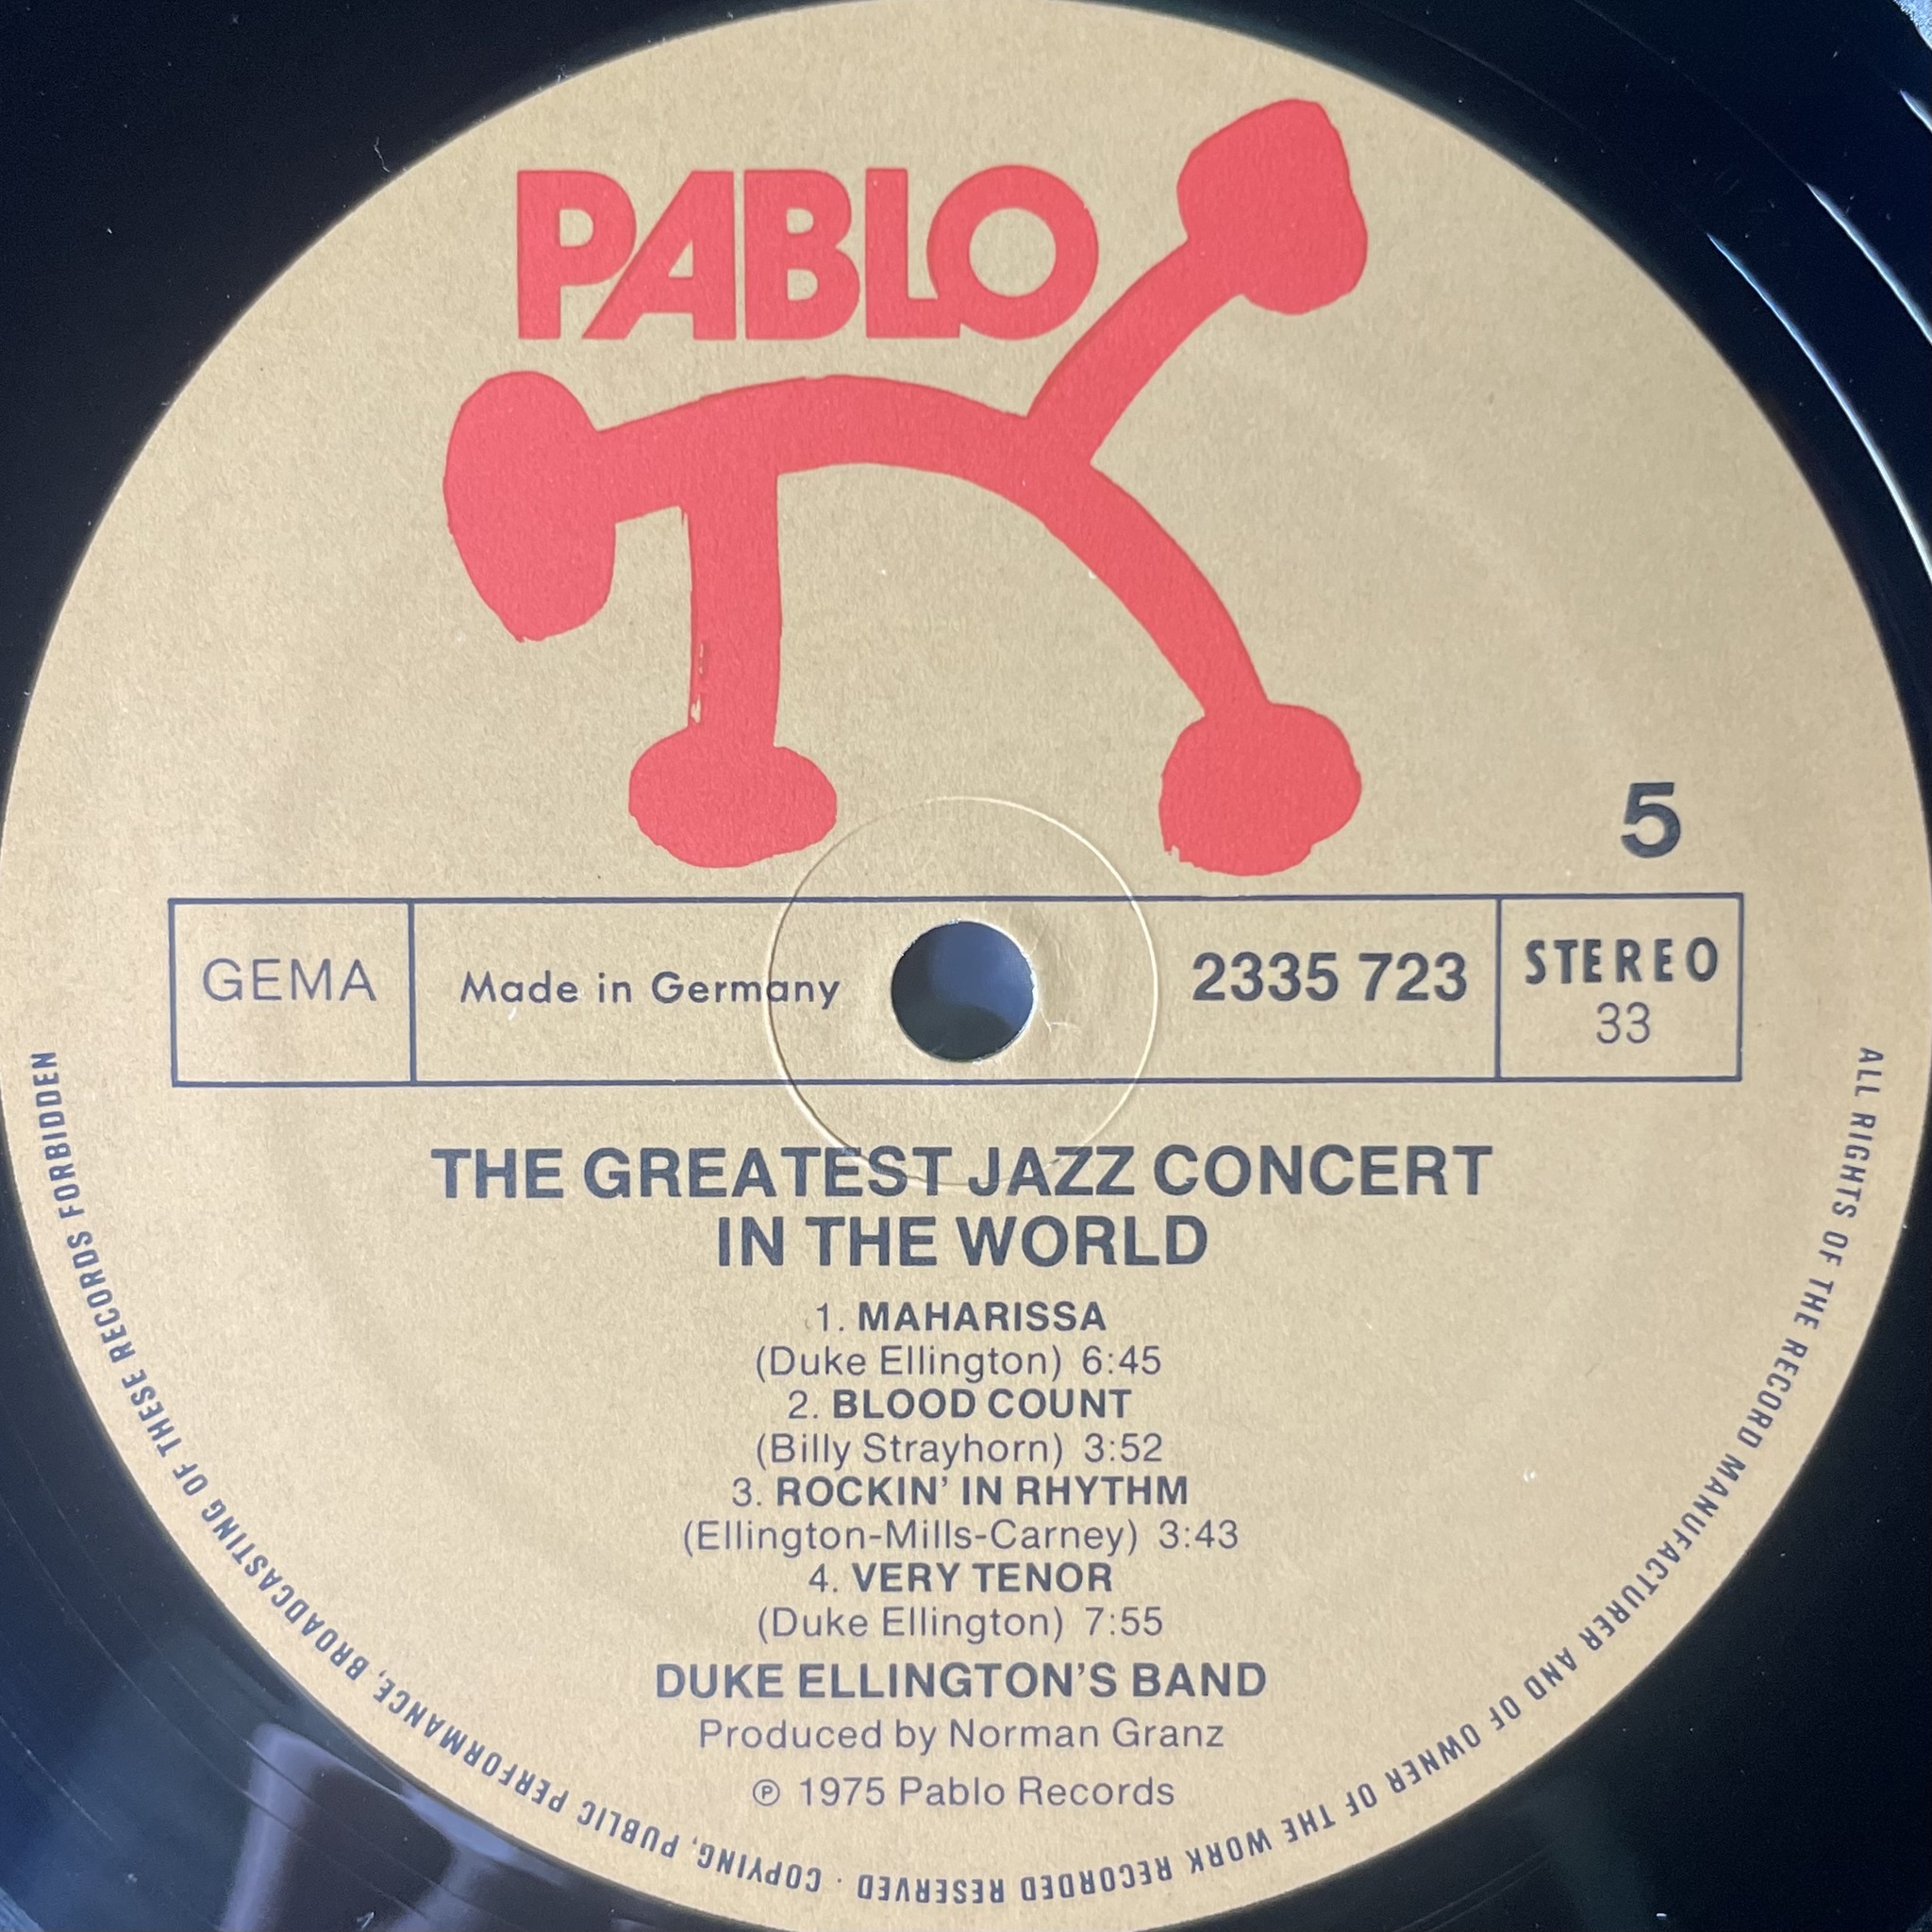 PABLO
5
GEMA
Made in Germany
2335 723
STEREO
33
THE GREATEST JAZZ CONCERT
IN THE WORLD
1. MAHARISSA
(Duke Ellington) 6:45
2. BLOOD COUNT
(Billy Strayhorn) 3:52
3. ROCKIN’ IN RHYTHM
(Ellington-Mills-Carney) 3:43
4. VERY TENOR
(Duke Ellington) 7:55
DUKE ELLINGTON’S BAND
Produced by Norman Granz
℗ 1975 Pablo Records
ALL RIGHTS OF THE RECORD MANUFACTURER AND OF OWNER OF THE WORK RECORDED RESERVED · COPYING, PUBLIC PERFORMANCE, BROADCASTING OF THESE RECORDS FORBIDDEN